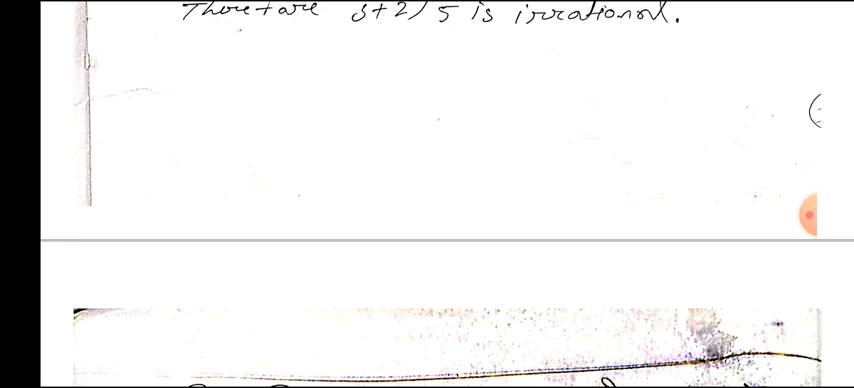 Therefore 3+2√5 is irrational.